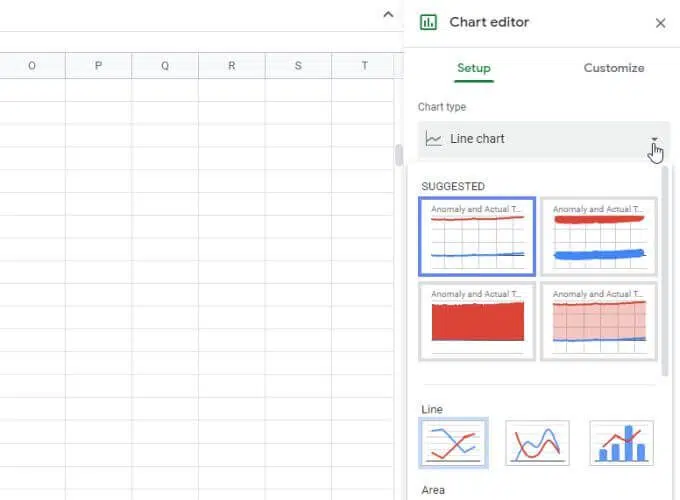 Chart editor
O P Q R S T
Setup Customize
Chart type
Line chart
SUGGESTED
Anomaly and Actual T... Anomaly and Actual T...
Anomaly and Actual T... Anomaly and Actual T...
Line
Area